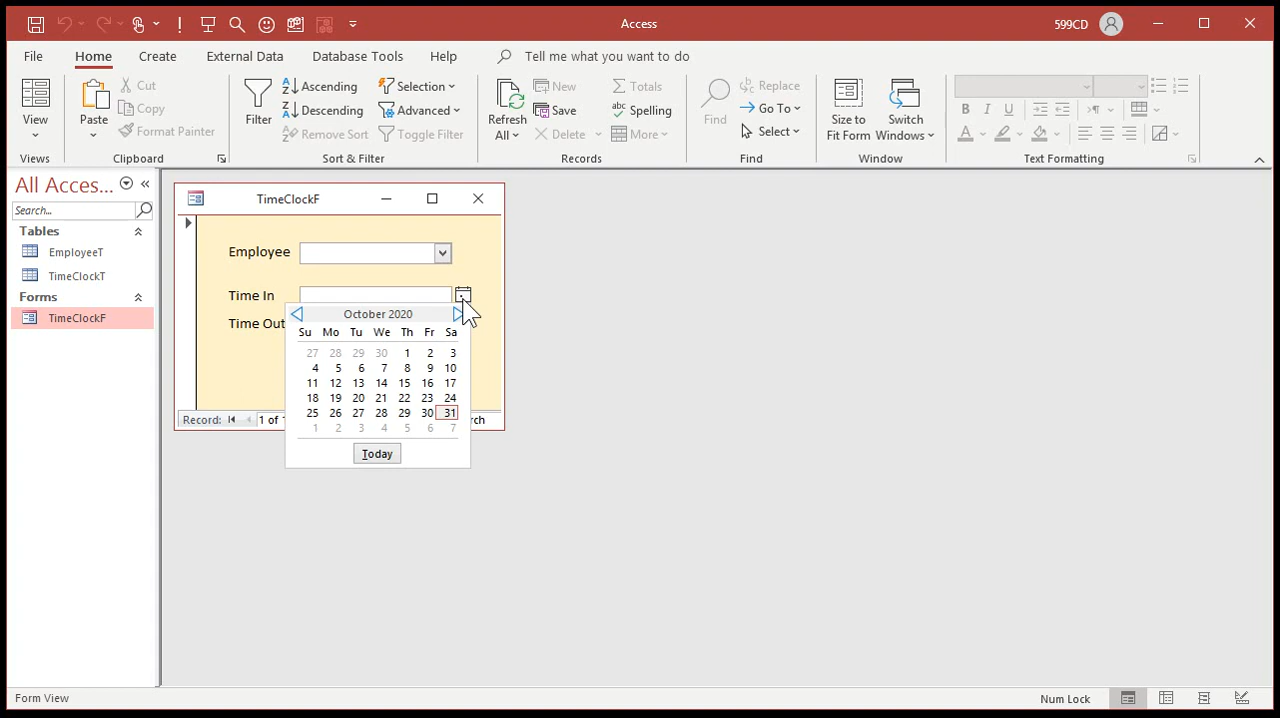 Access
599CD
File Home Create External Data Database Tools Help Tell me what you want to do
View
Views
Paste
Cut
Copy
Format Painter
Clipboard
Filter
Ascending
Descending
Remove Sort
Selection
Advanced
Toggle Filter
Sort & Filter
Refresh
All
New
Save
Delete
Totals
Spelling
More
Records
Find
Replace
Go To
Select
Find
Size to
Fit Form
Switch
Windows
Window
B I U
A
Text Formatting
All Acces...
Search...
Tables
EmployeeT
TimeClockT
Forms
TimeClockF
TimeClockF
Employee
Time In
Time Out
October 2020
Su Mo Tu We Th Fr Sa
27 28 29 30 1 2 3
4 5 6 7 8 9 10
11 12 13 14 15 16 17
18 19 20 21 22 23 24
25 26 27 28 29 30 31
1 2 3 4 5 6 7
Today
Record: 1 of
Form View
Num Lock